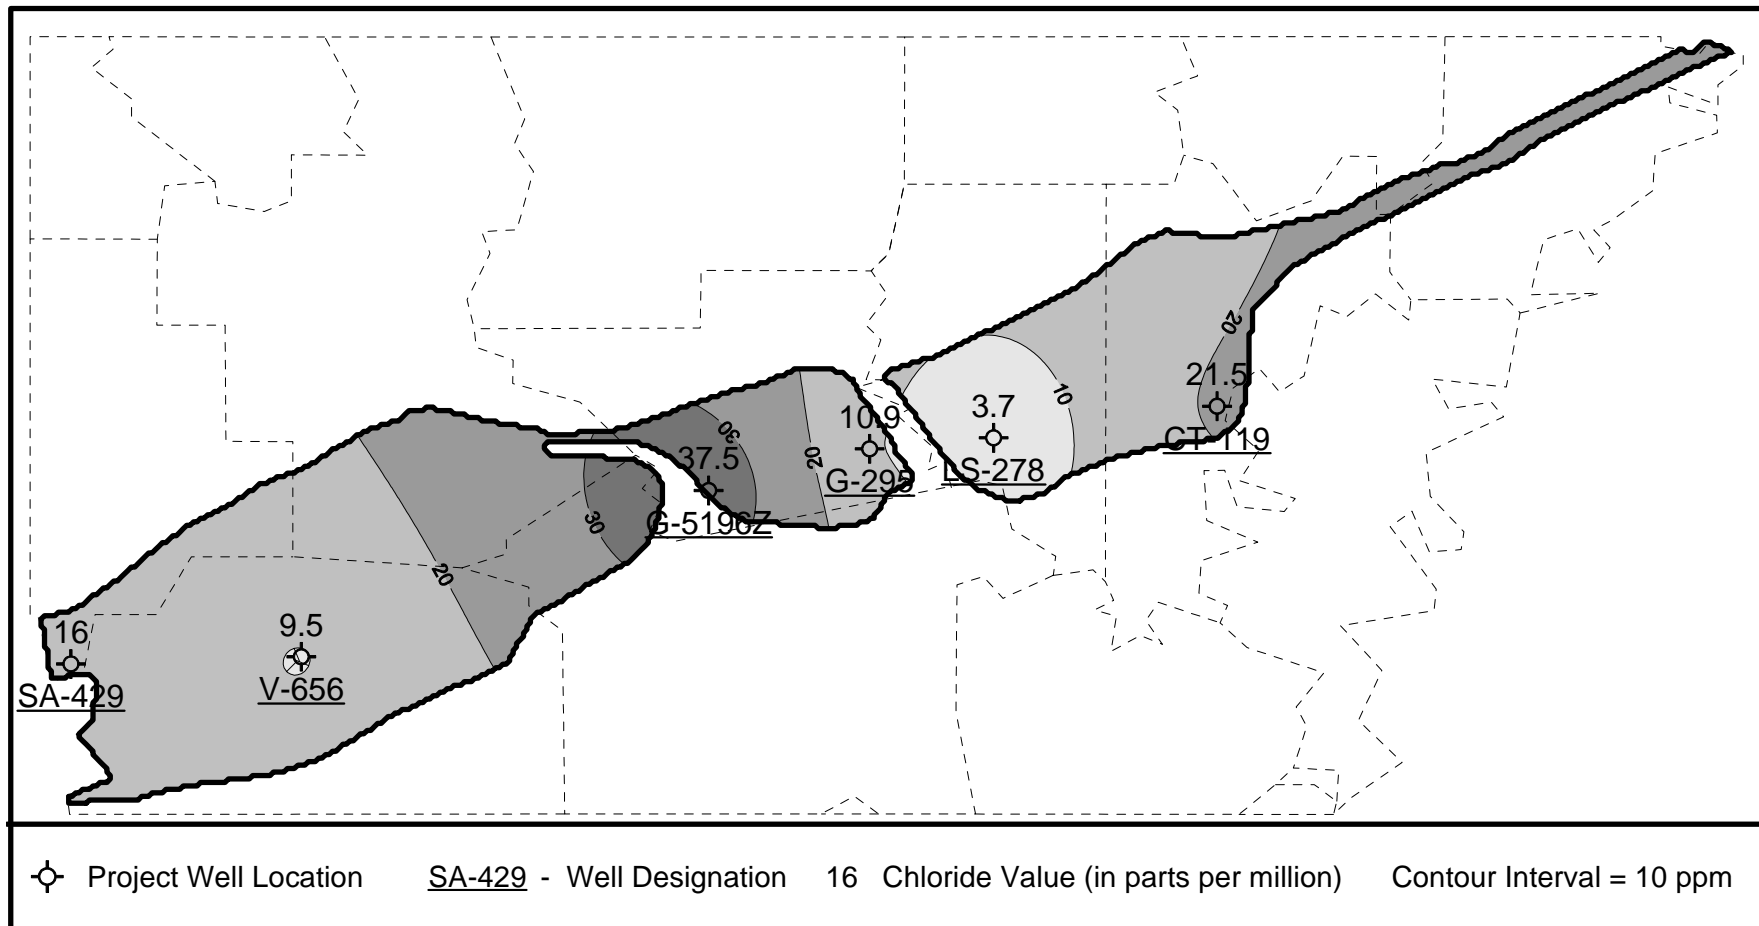 20
21.5
CT-119
10
3.7
LS-278
10.9
G-295
30
20
37.5
G-5196Z
30
20
16
SA-429
9.5
V-656
Project Well Location SA-429 - Well Designation 16 Chloride Value (in parts per million) Contour Interval = 10 ppm